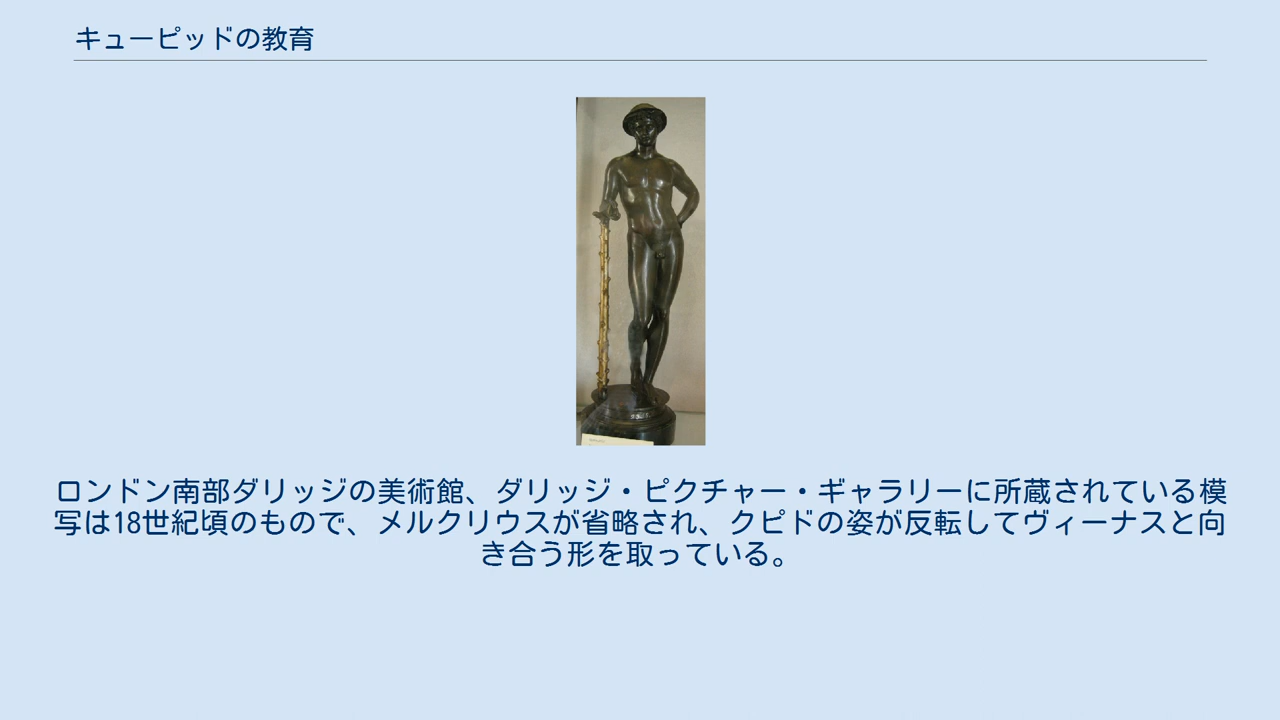 キューピッドの教育
ロンドン南部ダリッジの美術館、ダリッジ・ピクチャー・ギャラリーに所蔵されている模
写は18世紀頃のもので、メルクリウスが省略され、クピドの姿が反転してヴィーナスと向
き合う形を取っている。